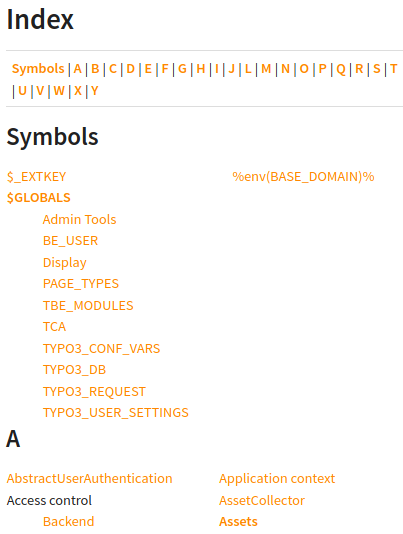 Index
Symbols | A | B | C | D | E | F | G | H | I | J | L | M | N | O | P | Q | R | S | T
| U | V | W | X | Y
Symbols
$_EXTKEY
$GLOBALS
Admin Tools
BE_USER
Display
PAGE_TYPES
TBE_MODULES
TCA
TYPO3_CONF_VARS
TYPO3_DB
TYPO3_REQUEST
TYPO3_USER_SETTINGS
%env(BASE_DOMAIN)%
A
AbstractUserAuthentication
Access control
Backend
Application context
AssetCollector
Assets